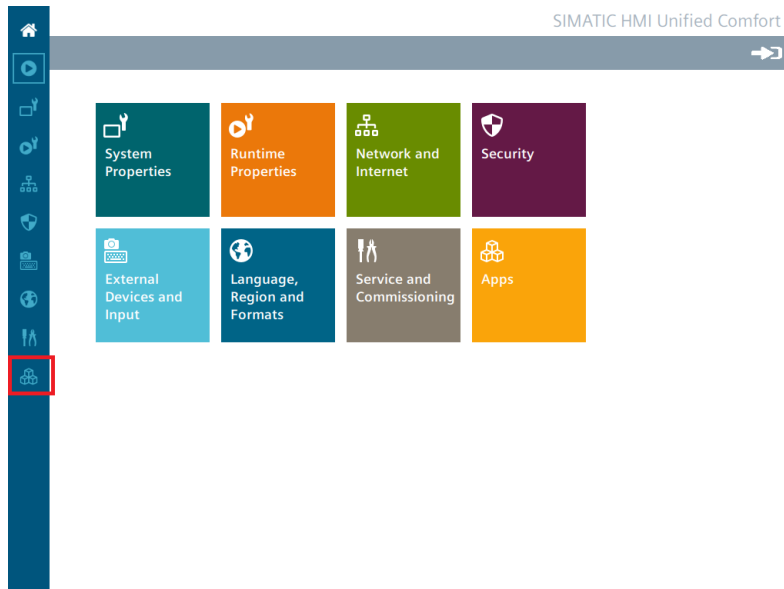 SIMATIC HMI Unified Comfort
System
Properties
Runtime
Properties
Network and
Internet
Security
External
Devices and
Input
Language,
Region and
Formats
Service and
Commissioning
Apps